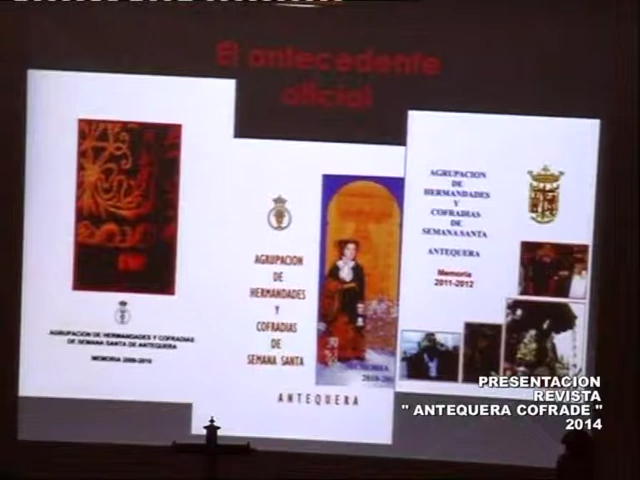 El antecedente
oficial
AGRUPACION DE HERMANDADES Y COFRADIAS
DE SEMANA SANTA DE ANTEQUERA
MEMORIA 2009-2010
AGRUPACION
DE
HERMANDADES
Y
COFRADIAS
DE
SEMANA SANTA
ANTEQUERA
MEMORIA
AGRUPACION
DE
HERMANDADES
Y
COFRADIAS
DE
SEMANA SANTA
ANTEQUERA
Memoria
2011-2012
PRESENTACION
REVISTA
" ANTEQUERA COFRADE "
2014